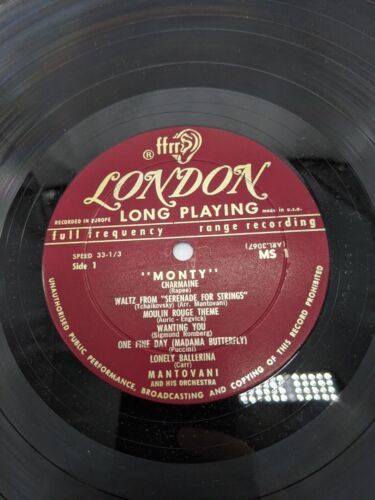 ffrr
®
LONDON
LONG PLAYING
RECORDED IN EUROPE
made in u.s.a.
full frequency range recording
SPEED 33-1/3
(ARL.3067)
Side 1
MS 1
"MONTY"
CHARMAINE
(Rapee)
WALTZ FROM "SERENADE FOR STRINGS"
(Tchaikovsky) (Arr. Mantovani)
MOULIN ROUGE THEME
(Auric - Engvick)
WANTING YOU
(Sigmund Romberg)
ONE FINE DAY (MADAMA BUTTERFLY)
(Puccini)
LONELY BALLERINA
(Carr)
MANTOVANI
AND HIS ORCHESTRA
UNAUTHORISED PUBLIC PERFORMANCE, BROADCASTING AND COPYING OF THIS RECORD PROHIBITED